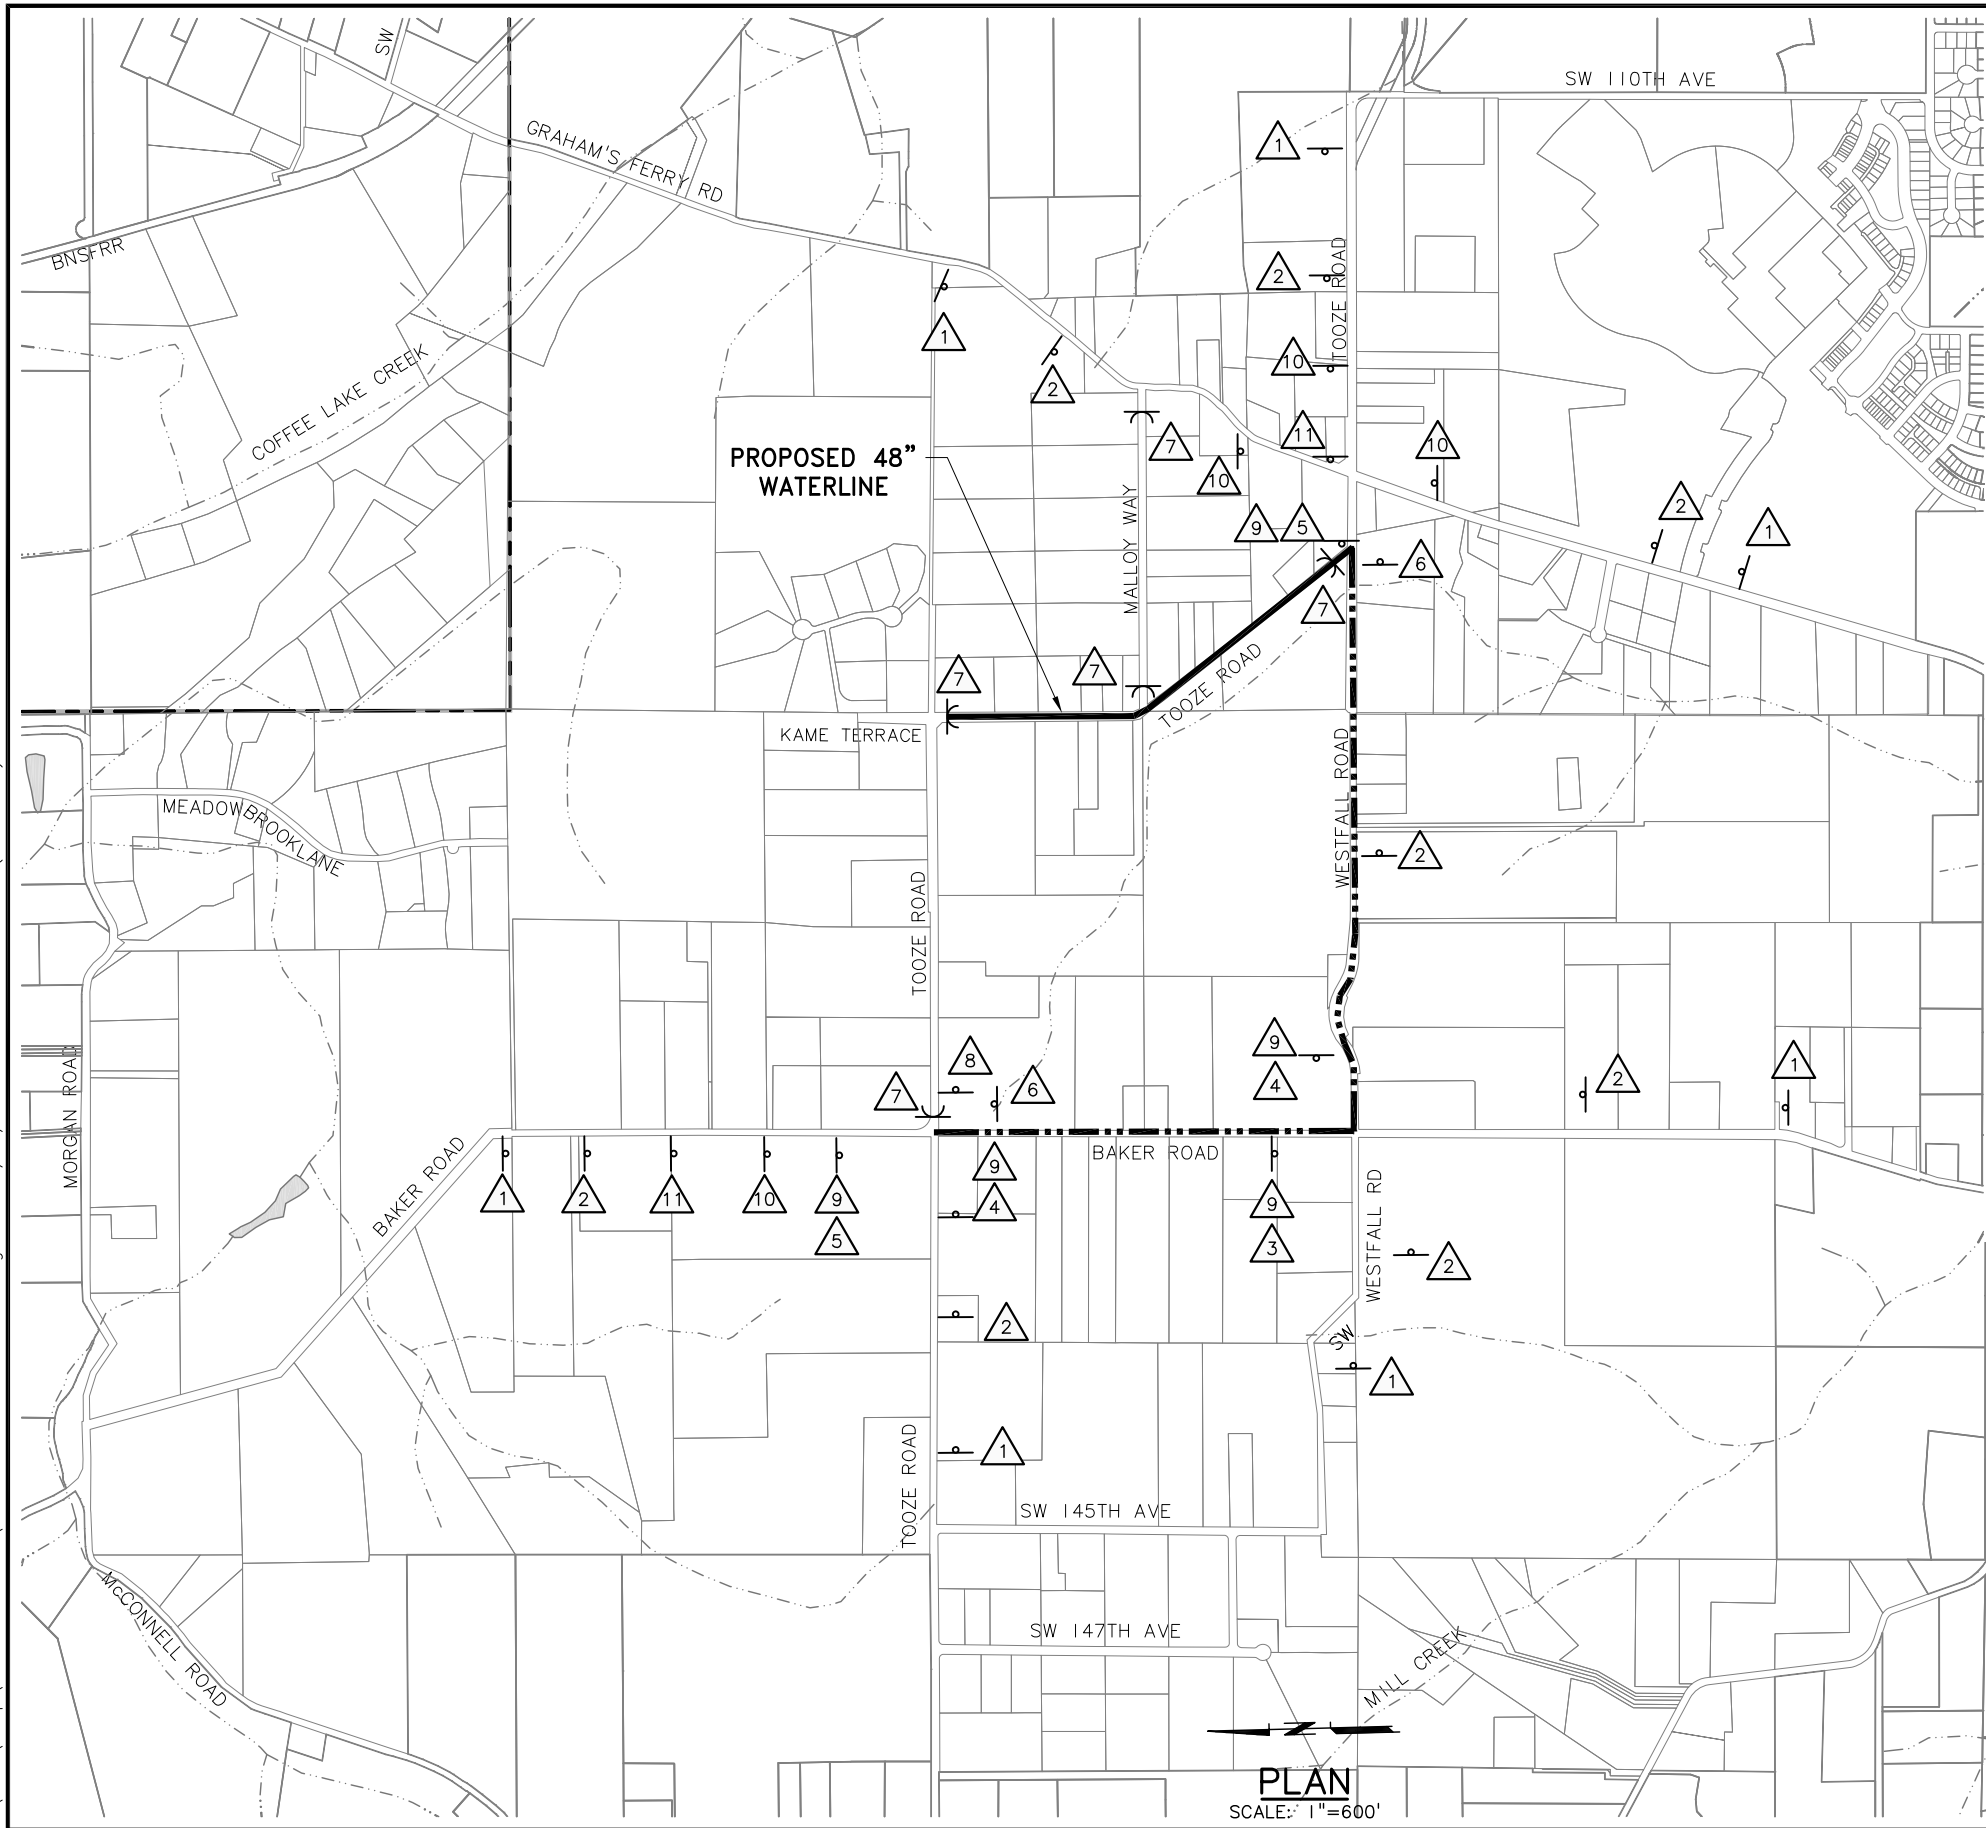 SW
SW 110TH AVE
GRAHAM'S FERRY RD
1
BNSFRR
TOOZE ROAD
2
1
COFFEE LAKE CREEK
10
2
11
10
7
10
PROPOSED 48”
WATERLINE
MALLOY WAY
2
1
9
5
6
7
TOOZE ROAD
7
7
KAME TERRACE
WESTFALL ROAD
MEADOWBROOKLANE
2
TOOZE ROAD
9
8
4
6
7
2
1
MORGAN ROAD
BAKER ROAD
BAKER ROAD
9
4
1
2
11
10
9
5
9
3
WESTFALL RD
2
2
SW
1
1
TOOZE ROAD
SW 145TH AVE
McCONNELL ROAD
SW 147TH AVE
MILL CREEK
PLAN
SCALE: 1"=600'